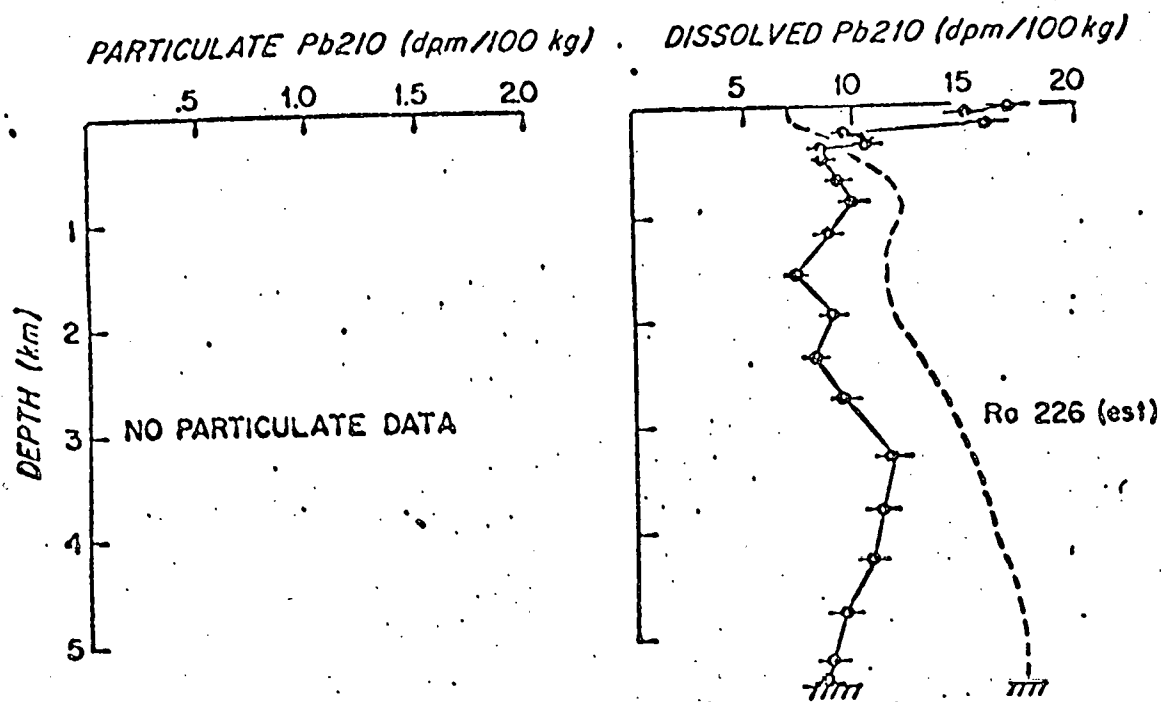 PARTICULATE Pb210 (dpm/100 kg)
.5 1.0 1.5 2.0
DEPTH (km)
1
2
3
4
5
NO PARTICULATE DATA
DISSOLVED Pb210 (dpm/100 kg)
5 10 15 20
Ra 226 (est)